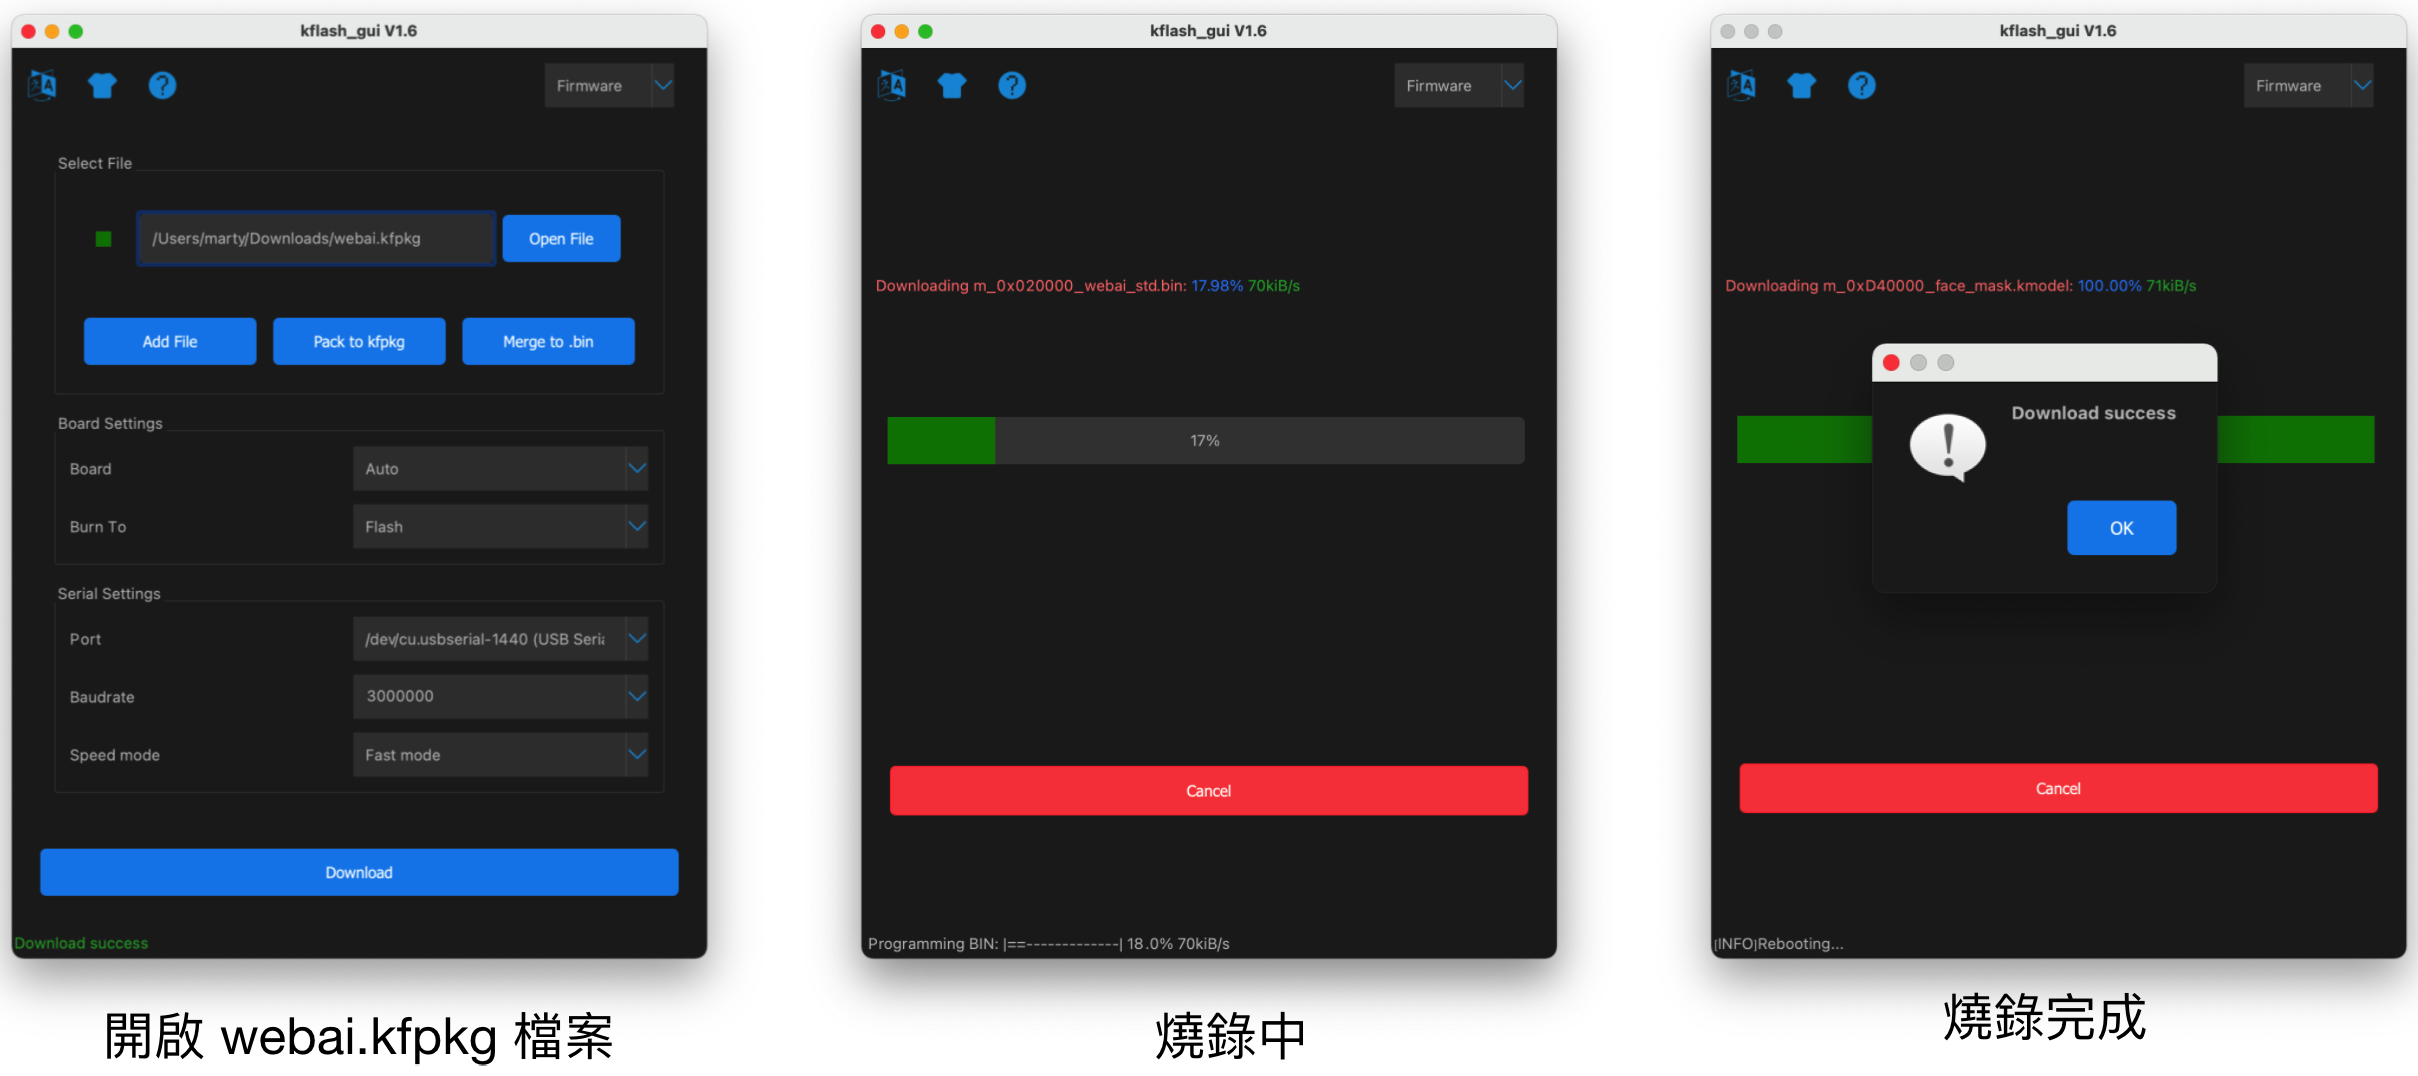 kflash_gui V1.6
Firmware
Select File
/Users/marty/Downloads/webai.kfpkg
Open File
Add File
Pack to kfpkg
Merge to .bin
Board Settings
Board
Auto
Burn To
Flash
Serial Settings
Port
/dev/cu.usbserial-1440 (USB Seria
Baudrate
3000000
Speed mode
Fast mode
Download
Download success
開啟 webai.kfpkg 檔案
kflash_gui V1.6
Firmware
Downloading m_0x020000_webai_std.bin: 17.98% 70kiB/s
17%
Cancel
Programming BIN: |==-------------| 18.0% 70kiB/s
燒錄中
kflash_gui V1.6
Firmware
Downloading m_0xD40000_face_mask.kmodel: 100.00% 71kiB/s
Download success
OK
Cancel
[INFO]Rebooting...
燒錄完成